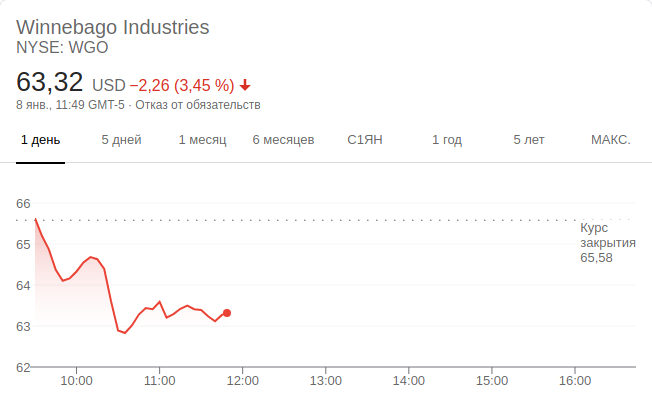 Winnebago Industries
NYSE: WGO
63,32 USD −2,26 (3,45 %)
8 янв., 11:49 GMT-5 · Отказ от обязательств
1 день 5 дней 1 месяц 6 месяцев С1ЯН 1 год 5 лет МАКС.
66
Курс
закрытия
65,58
65
64
63
62
10:00 11:00 12:00 13:00 14:00 15:00 16:00